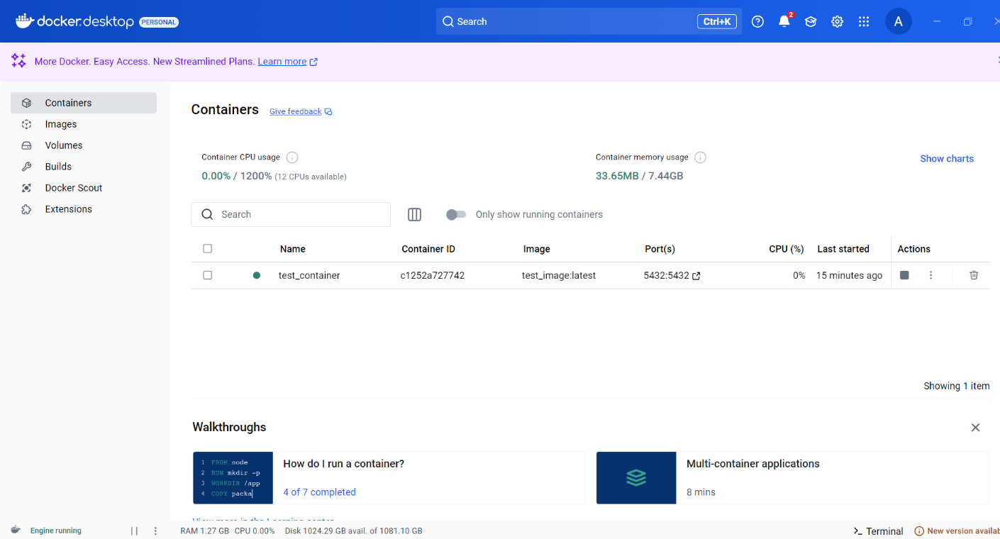 docker.desktop PERSONAL
Search Ctrl+K 2 A
More Docker. Easy Access. New Streamlined Plans. Learn more
Containers
Images
Volumes
Builds
Docker Scout
Extensions
Containers Give feedback
Container CPU usage
0.00% / 1200% (12 CPUs available)
Container memory usage
33.65MB / 7.44GB
Show charts
Search
Only show running containers
Name Container ID Image Port(s) CPU (%) Last started Actions
test_container c1252a727742 test_image:latest 5432:5432 0% 15 minutes ago
Showing 1 item
Walkthroughs
1 FROM node
2 RUN mkdir -p
3 WORKDIR /app
4 COPY packa
How do I run a container?
4 of 7 completed
Multi-container applications
8 mins
View more in the Learning center
Engine running
RAM 1.27 GB CPU 0.00% Disk 1024.29 GB avail. of 1081.10 GB
Terminal
New version availab